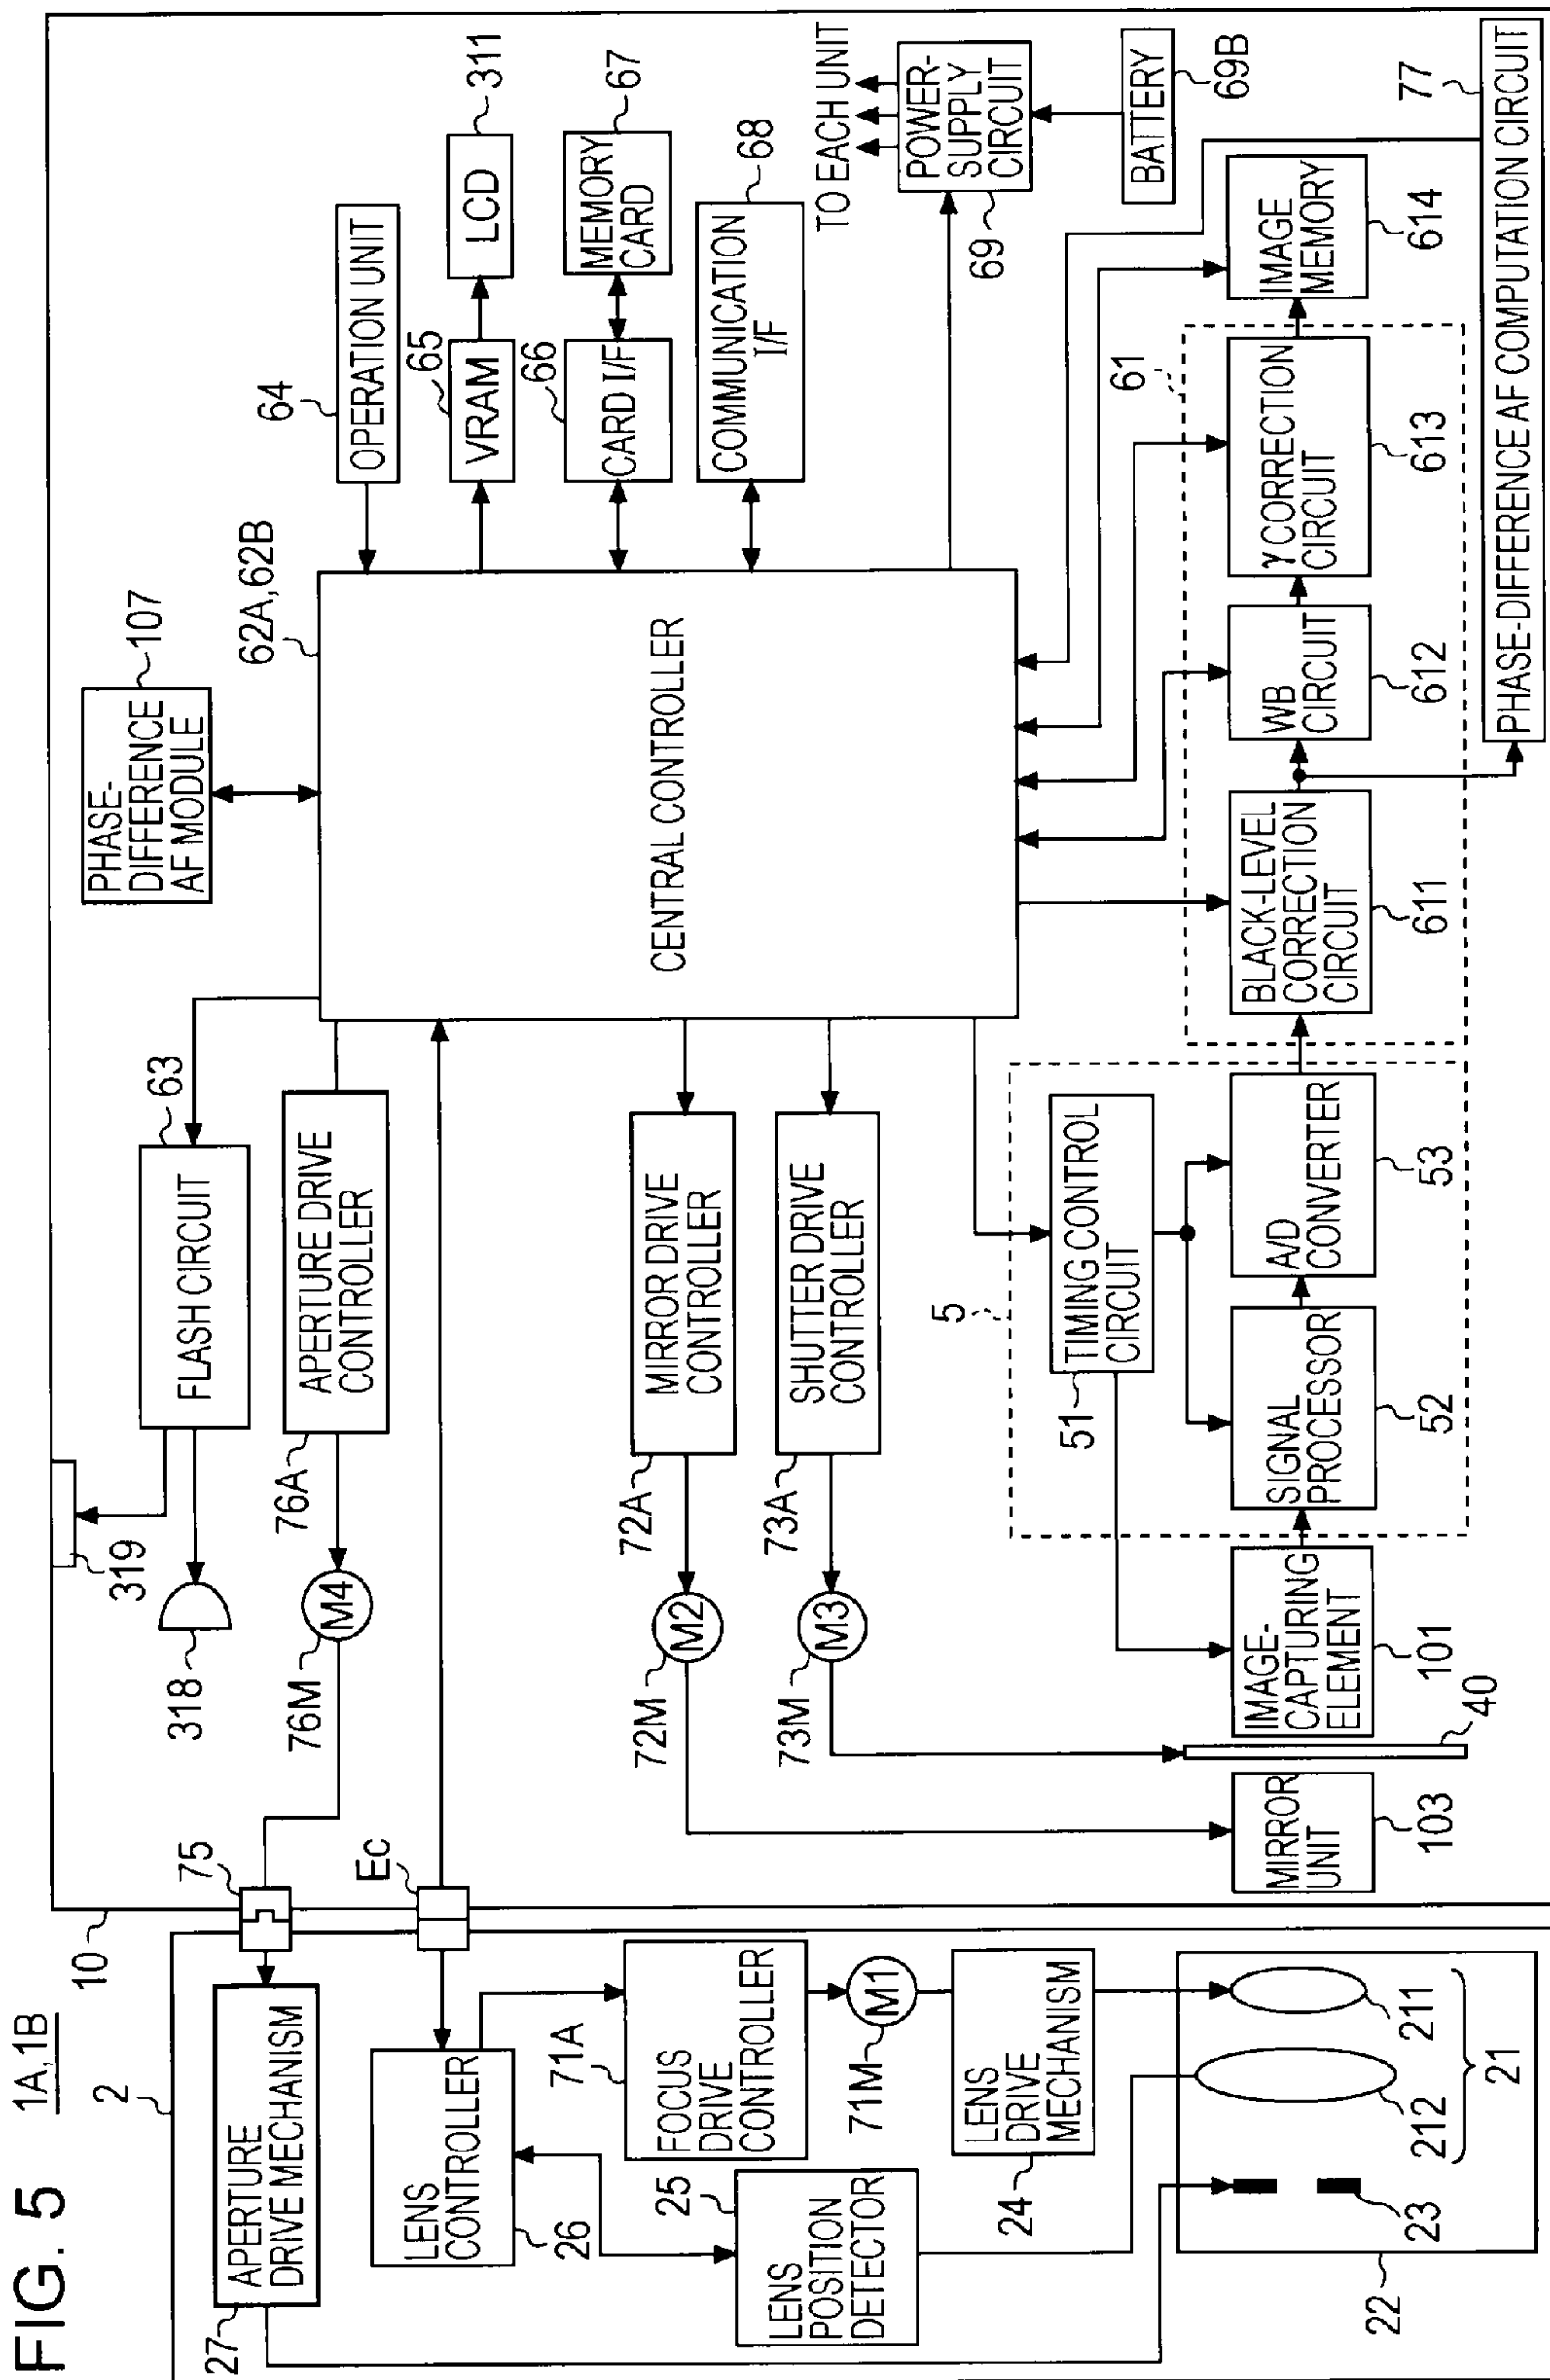 FIG. 5
1A,1B
2
10
27
APERTURE
DRIVE MECHANISM
75
76M
M4
76A
APERTURE DRIVE
CONTROLLER
318
319
63
FLASH CIRCUIT
PHASE-
DIFFERENCE
AF MODULE
107
62A,62B
CENTRAL CONTROLLER
64
OPERATION UNIT
65
VRAM
LCD
311
66
CARD I/F
MEMORY
CARD
67
COMMUNICATION
I/F
68
TO EACH UNIT
POWER-
SUPPLY
CIRCUIT
69
BATTERY
69B
Ec
LENS
CONTROLLER
26
71A
FOCUS
DRIVE
CONTROLLER
71M
M1
25
LENS
POSITION
DETECTOR
LENS
DRIVE
MECHANISM
24
22
23
212
211
21
72M
M2
72A
MIRROR DRIVE
CONTROLLER
73M
M3
73A
SHUTTER DRIVE
CONTROLLER
MIRROR
UNIT
103
40
IMAGE-
CAPTURING
ELEMENT
101
5
51
TIMING CONTROL
CIRCUIT
SIGNAL
PROCESSOR
52
A/D
CONVERTER
53
61
BLACK-LEVEL
CORRECTION
CIRCUIT
611
WB
CIRCUIT
612
γ CORRECTION
CIRCUIT
613
IMAGE
MEMORY
614
77
PHASE-DIFFERENCE AF COMPUTATION CIRCUIT